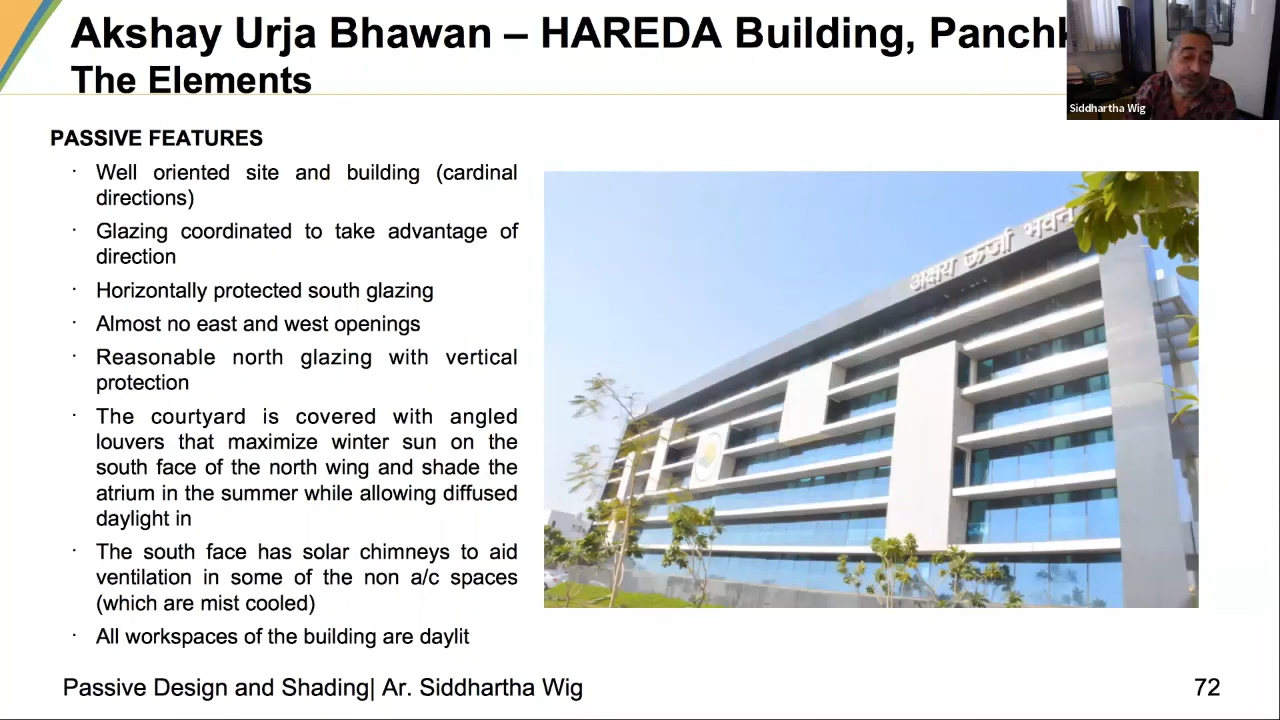 Akshay Urja Bhawan – HAREDA Building,
The Elements
Siddhartha Wig
PASSIVE FEATURES
· Well oriented site and building (cardinal
directions)
· Glazing coordinated to take advantage of
direction
· Horizontally protected south glazing
· Almost no east and west openings
· Reasonable north glazing with vertical
protection
· The courtyard is covered with angled
louvers that maximize winter sun on the
south face of the north wing and shade the
atrium in the summer while allowing diffused
daylight in
· The south face has solar chimneys to aid
ventilation in some of the non a/c spaces
(which are mist cooled)
· All workspaces of the building are daylit
अक्षय ऊर्जा भवन
Passive Design and Shading| Ar. Siddhartha Wig
72